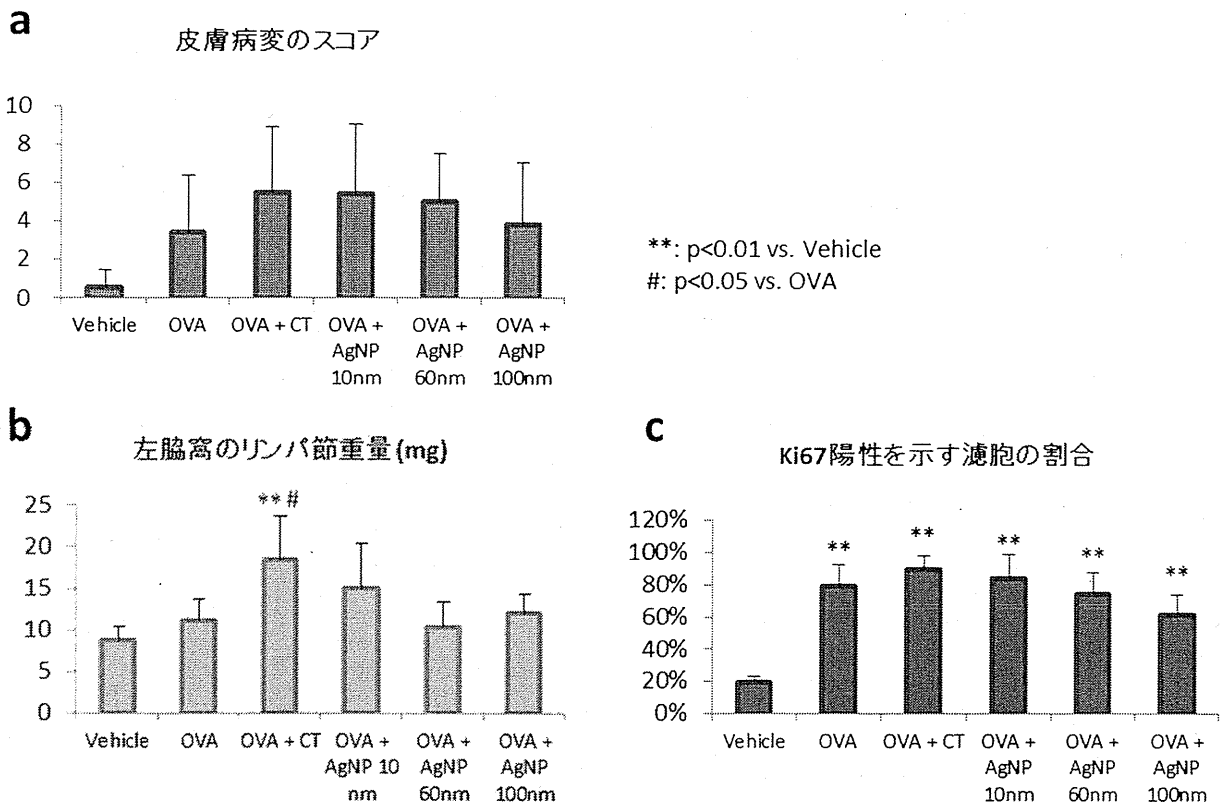 a
皮膚病変のスコア
10
8
6
4
2
0
Vehicle
OVA
OVA + CT
OVA +
AgNP
10nm
OVA +
AgNP
60nm
OVA +
AgNP
100nm
**: p<0.01 vs. Vehicle
#: p<0.05 vs. OVA
b
左脇窩のリンパ節重量(mg)
25
20
15
10
5
0
** #
Vehicle
OVA
OVA + CT
OVA +
AgNP 10
nm
OVA +
AgNP
60nm
OVA +
AgNP
100nm
c
Ki67陽性を示す濾胞の割合
120%
100%
80%
60%
40%
20%
0%
**
**
**
**
**
Vehicle
OVA
OVA + CT
OVA +
AgNP
10nm
OVA +
AgNP
60nm
OVA +
AgNP
100nm